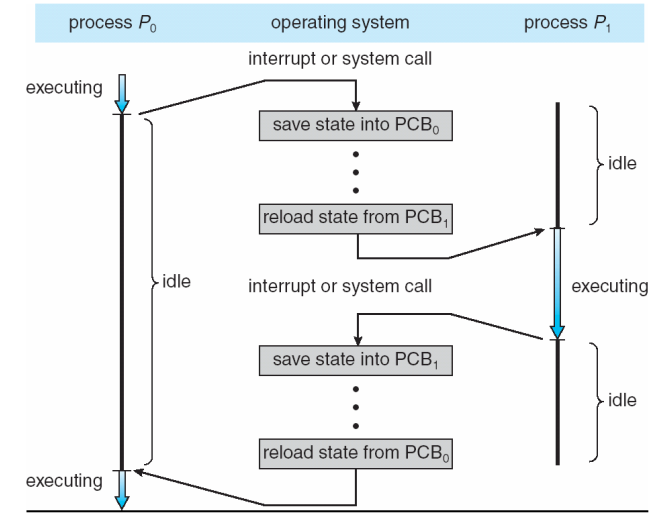 process P₀ operating system process P₁
interrupt or system call
executing
save state into PCB₀
idle
reload state from PCB₁
idle
interrupt or system call
executing
save state into PCB₁
idle
reload state from PCB₀
executing